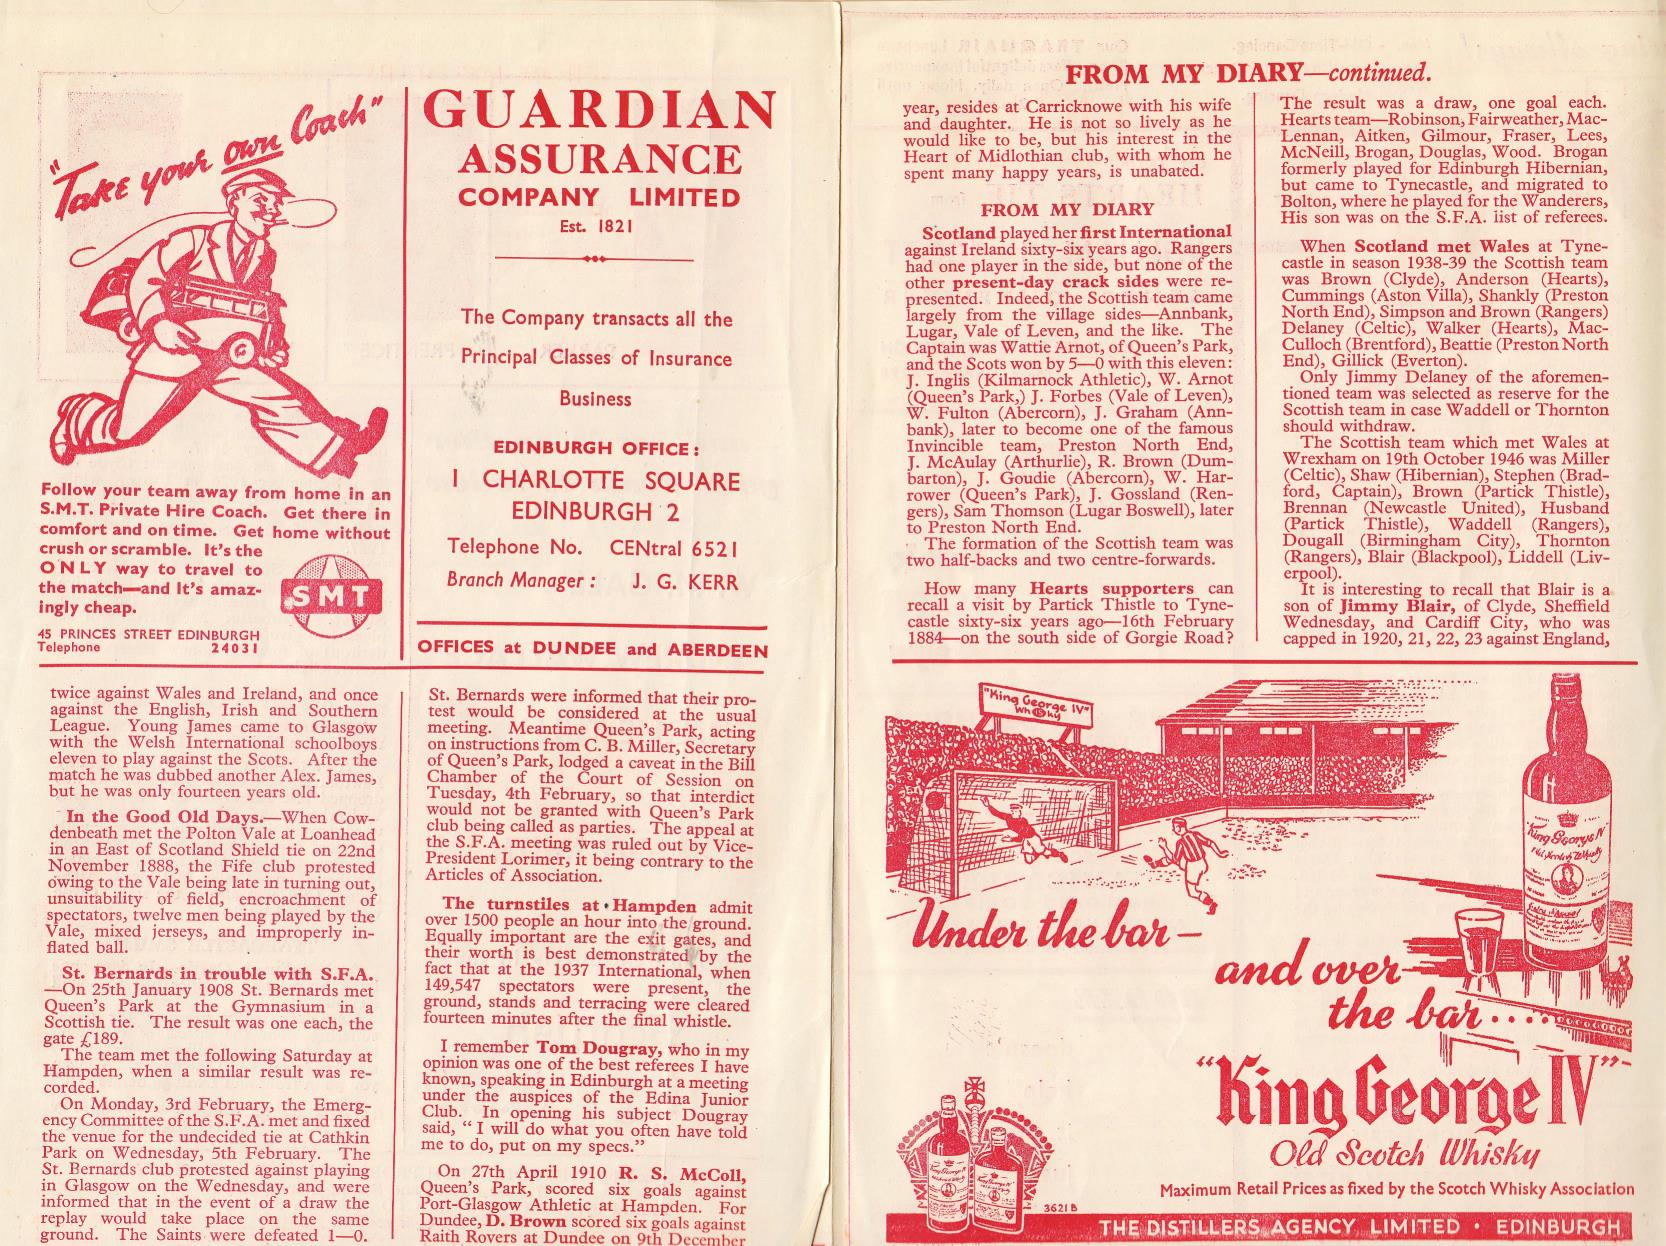 "Take your own Coach"
Follow your team away from home in an
S.M.T. Private Hire Coach. Get there in
comfort and on time. Get home without
crush or scramble. It's the
ONLY way to travel to
the match—and It's amaz-
ingly cheap.
SMT
45 PRINCES STREET EDINBURGH
Telephone 24031
GUARDIAN
ASSURANCE
COMPANY LIMITED
Est. 1821
The Company transacts all the
Principal Classes of Insurance
Business
EDINBURGH OFFICE:
1 CHARLOTTE SQUARE
EDINBURGH 2
Telephone No. CENtral 6521
Branch Manager: J. G. KERR
OFFICES at DUNDEE and ABERDEEN
twice against Wales and Ireland, and once
against the English, Irish and Southern
League. Young James came to Glasgow
with the Welsh International schoolboys
eleven to play against the Scots. After the
match he was dubbed another Alex. James,
but he was only fourteen years old.
In the Good Old Days.—When Cow-
denbeath met the Polton Vale at Loanhead
in an East of Scotland Shield tie on 22nd
November 1888, the Fife club protested
owing to the Vale being late in turning out,
unsuitability of field, encroachment of
spectators, twelve men being played by the
Vale, mixed jerseys, and improperly in-
flated ball.
St. Bernards in trouble with S.F.A.
—On 25th January 1908 St. Bernards met
Queen's Park at the Gymnasium in a
Scottish tie. The result was one each, the
gate £189.
The team met the following Saturday at
Hampden, when a similar result was re-
corded.
On Monday, 3rd February, the Emerg-
ency Committee of the S.F.A. met and fixed
the venue for the undecided tie at Cathkin
Park on Wednesday, 5th February. The
St. Bernards club protested against playing
in Glasgow on the Wednesday, and were
informed that in the event of a draw the
replay would take place on the same
ground. The Saints were defeated 1—0.
St. Bernards were informed that their pro-
test would be considered at the usual
meeting. Meantime Queen's Park, acting
on instructions from C. B. Miller, Secretary
of Queen's Park, lodged a caveat in the Bill
Chamber of the Court of Session on
Tuesday, 4th February, so that interdict
would not be granted with Queen's Park
club being called as parties. The appeal at
the S.F.A. meeting was ruled out by Vice-
President Lorimer, it being contrary to the
Articles of Association.
The turnstiles at Hampden admit
over 1500 people an hour into the ground.
Equally important are the exit gates, and
their worth is best demonstrated by the
fact that at the 1937 International, when
149,547 spectators were present, the
ground, stands and terracing were cleared
fourteen minutes after the final whistle.
I remember Tom Dougray, who in my
opinion was one of the best referees I have
known, speaking in Edinburgh at a meeting
under the auspices of the Edina Junior
Club. In opening his subject Dougray
said, "I will do what you often have told
me to do, put on my specs."
On 27th April 1910 R. S. McColl,
Queen's Park, scored six goals against
Port-Glasgow Athletic at Hampden. For
Dundee, D. Brown scored six goals against
Raith Rovers at Dundee on 9th December
FROM MY DIARY—continued.
year, resides at Carricknowe with his wife
and daughter. He is not so lively as he
would like to be, but his interest in the
Heart of Midlothian club, with whom he
spent many happy years, is unabated.
FROM MY DIARY
Scotland played her first International
against Ireland sixty-six years ago. Rangers
had one player in the side, but none of the
other present-day crack sides were re-
presented. Indeed, the Scottish team came
largely from the village sides—Annbank,
Lugar, Vale of Leven, and the like. The
Captain was Wattie Arnot, of Queen's Park,
and the Scots won by 5—0 with this eleven:
J. Inglis (Kilmarnock Athletic), W. Arnot
(Queen's Park,) J. Forbes (Vale of Leven),
W. Fulton (Abercorn), J. Graham (Ann-
bank), later to become one of the famous
Invincible team, Preston North End,
J. McAulay (Arthurlie), R. Brown (Dum-
barton), J. Goudie (Abercorn), W. Har-
rower (Queen's Park), J. Gossland (Ren-
gers), Sam Thomson (Lugar Boswell), later
to Preston North End.
The formation of the Scottish team was
two half-backs and two centre-forwards.
How many Hearts supporters can
recall a visit by Partick Thistle to Tyne-
castle sixty-six years ago—16th February
1884—on the south side of Gorgie Road?
The result was a draw, one goal each.
Hearts team—Robinson, Fairweather, Mac-
Lennan, Aitken, Gilmour, Fraser, Lees,
McNeill, Brogan, Douglas, Wood. Brogan
formerly played for Edinburgh Hibernian,
but came to Tynecastle, and migrated to
Bolton, where he played for the Wanderers,
His son was on the S.F.A. list of referees.
When Scotland met Wales at Tyne-
castle in season 1938-39 the Scottish team
was Brown (Clyde), Anderson (Hearts),
Cummings (Aston Villa), Shankly (Preston
North End), Simpson and Brown (Rangers)
Delaney (Celtic), Walker (Hearts), Mac-
Culloch (Brentford), Beattie (Preston North
End), Gillick (Everton).
Only Jimmy Delaney of the aforemen-
tioned team was selected as reserve for the
Scottish team in case Waddell or Thornton
should withdraw.
The Scottish team which met Wales at
Wrexham on 19th October 1946 was Miller
(Celtic), Shaw (Hibernian), Stephen (Brad-
ford, Captain), Brown (Partick Thistle),
Brennan (Newcastle United), Husband
(Partick Thistle), Waddell (Rangers),
Dougall (Birmingham City), Thornton
(Rangers), Blair (Blackpool), Liddell (Liv-
erpool).
It is interesting to recall that Blair is a
son of Jimmy Blair, of Clyde, Sheffield
Wednesday, and Cardiff City, who was
capped in 1920, 21, 22, 23 against England,
"King George IV"
Whisky
King George IV
Old Scotch Whisky
Under the bar—
and over
the bar.....
"King George IV"
Old Scotch Whisky
Maximum Retail Prices as fixed by the Scotch Whisky Association
King George IV
3621B
THE DISTILLERS AGENCY LIMITED • EDINBURGH